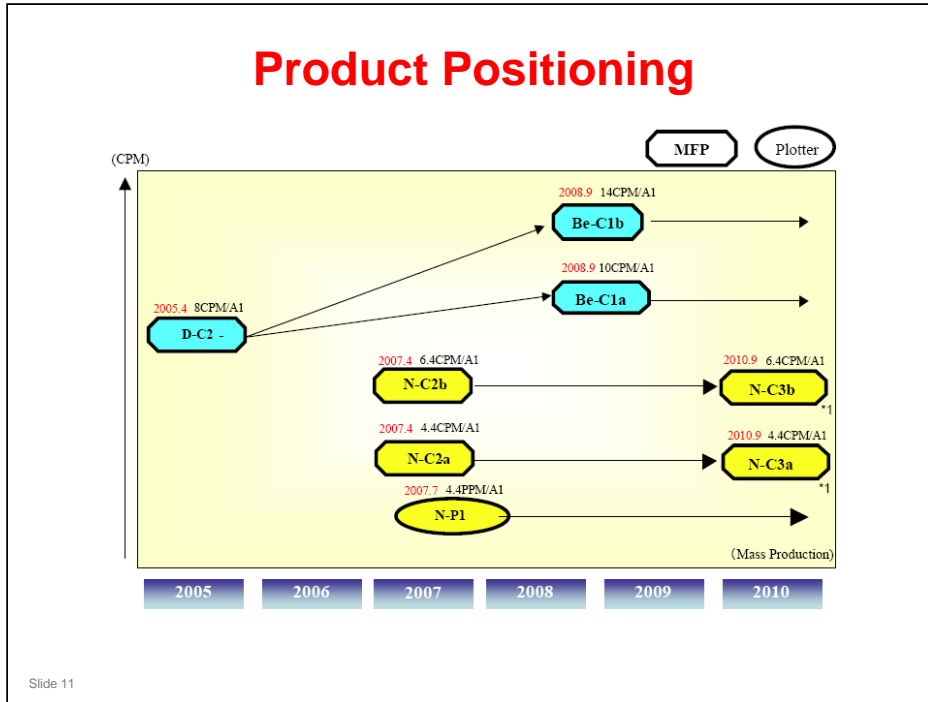 Product Positioning
MFP
Plotter
(CPM)
2008.9 14CPM/A1
Be-C1b
2008.9 10CPM/A1
Be-C1a
2005.4 8CPM/A1
D-C2 -
2007.4 6.4CPM/A1
N-C2b
2010.9 6.4CPM/A1
N-C3b
*1
2007.4 4.4CPM/A1
N-C2a
2010.9 4.4CPM/A1
N-C3a
*1
2007.7 4.4PPM/A1
N-P1
(Mass Production)
2005 2006 2007 2008 2009 2010
Slide 11